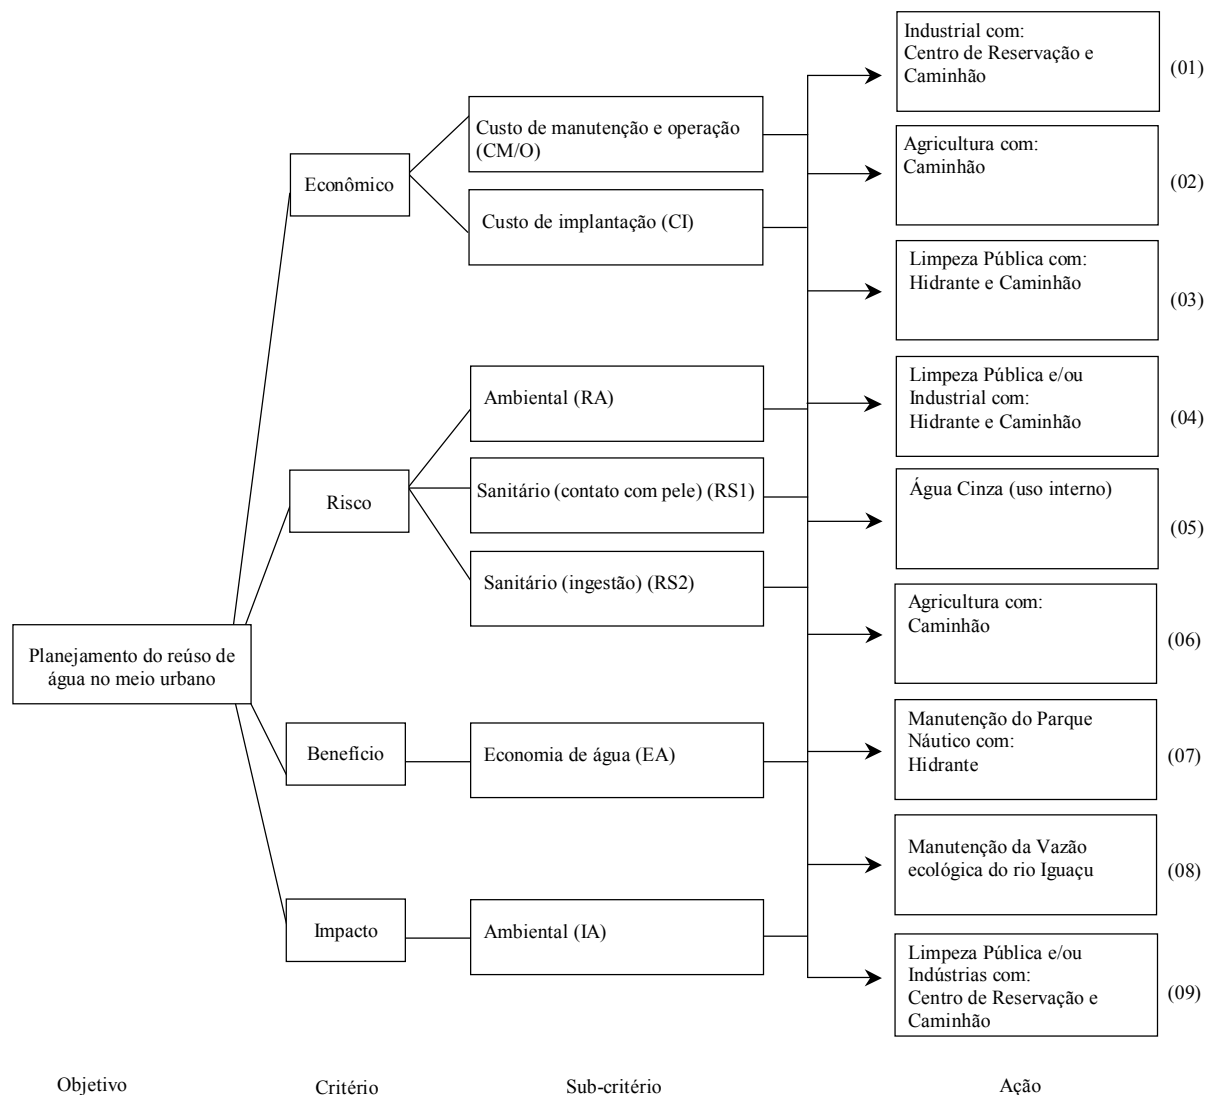 Planejamento do reúso de
água no meio urbano
Econômico
Risco
Benefício
Impacto
Custo de manutenção e operação
(CM/O)
Custo de implantação (CI)
Ambiental (RA)
Sanitário (contato com pele) (RS1)
Sanitário (ingestão) (RS2)
Economia de água (EA)
Ambiental (IA)
Industrial com:
Centro de Reservação e
Caminhão
(01)
Agricultura com:
Caminhão
(02)
Limpeza Pública com:
Hidrante e Caminhão
(03)
Limpeza Pública e/ou
Industrial com:
Hidrante e Caminhão
(04)
Água Cinza (uso interno)
(05)
Agricultura com:
Caminhão
(06)
Manutenção do Parque
Náutico com:
Hidrante
(07)
Manutenção da Vazão
ecológica do rio Iguaçu
(08)
Limpeza Pública e/ou
Indústrias com:
Centro de Reservação e
Caminhão
(09)
Objetivo
Critério
Sub-critério
Ação